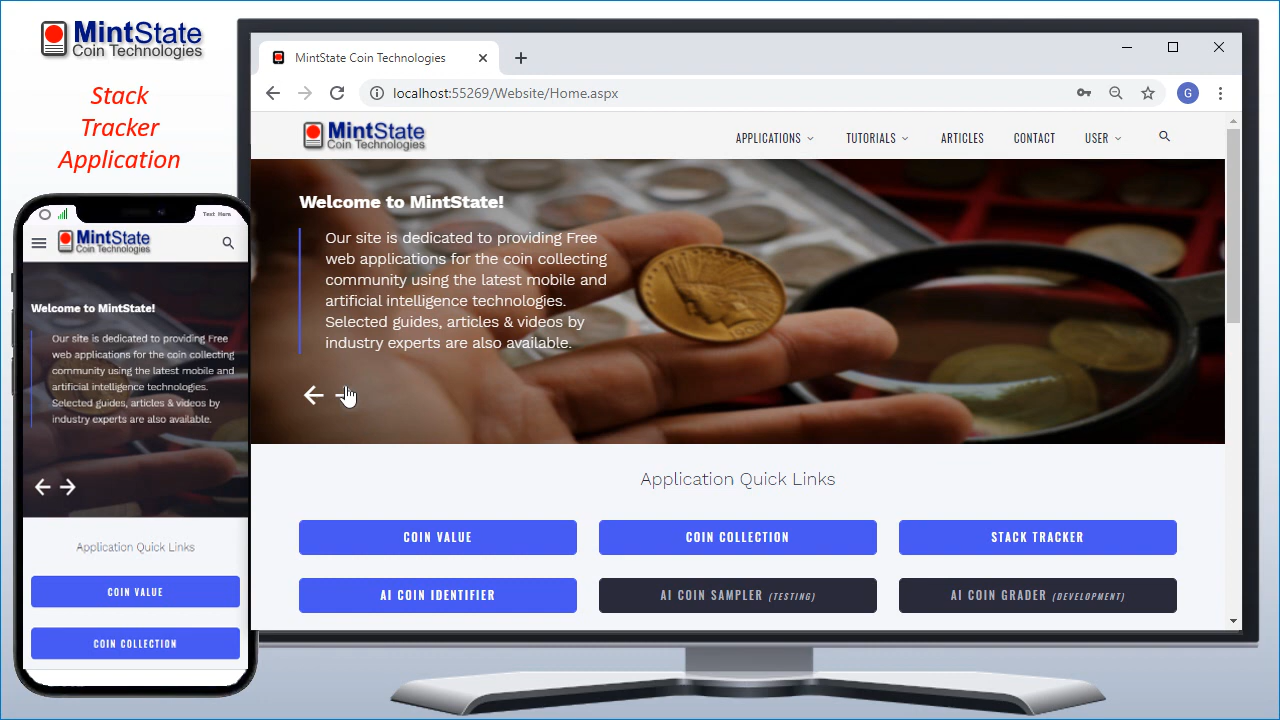 MintState
Coin Technologies
Stack
Tracker
Application
Text Here
MintState
Coin Technologies
Welcome to MintState!
Our site is dedicated to providing Free
web applications for the coin collecting
community using the latest mobile and
artificial intelligence technologies.
Selected guides, articles & videos by
industry experts are also available.
Application Quick Links
COIN VALUE
COIN COLLECTION
MintState Coin Technologies
localhost:55269/Website/Home.aspx
G
MintState
Coin Technologies
APPLICATIONS TUTORIALS ARTICLES CONTACT USER
Welcome to MintState!
Our site is dedicated to providing Free
web applications for the coin collecting
community using the latest mobile and
artificial intelligence technologies.
Selected guides, articles & videos by
industry experts are also available.
Application Quick Links
COIN VALUE COIN COLLECTION STACK TRACKER
AI COIN IDENTIFIER AI COIN SAMPLER (TESTING) AI COIN GRADER (DEVELOPMENT)